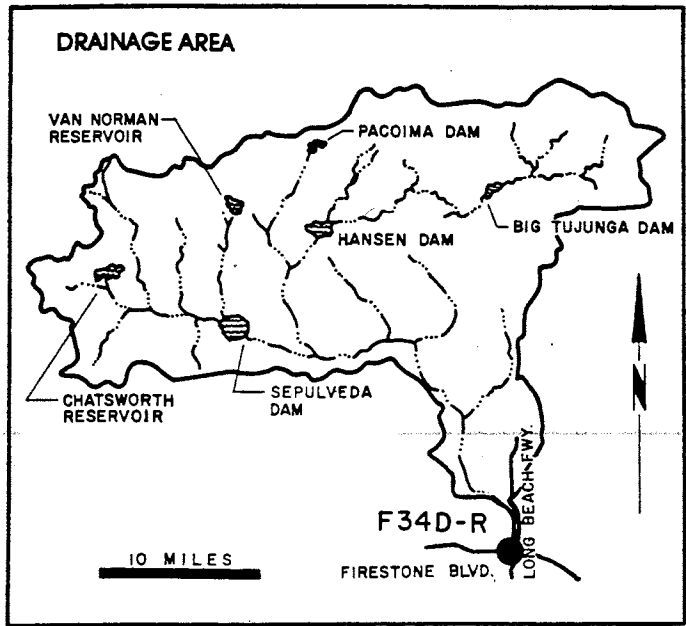 DRAINAGE AREA
VAN NORMAN
RESERVOIR
PACOIMA DAM
BIG TUJUNGA DAM
HANSEN DAM
CHATSWORTH
RESERVOIR
SEPULVEDA
DAM
N
LONG BEACH FWY.
F34D-R
10 MILES
FIRESTONE BLVD.